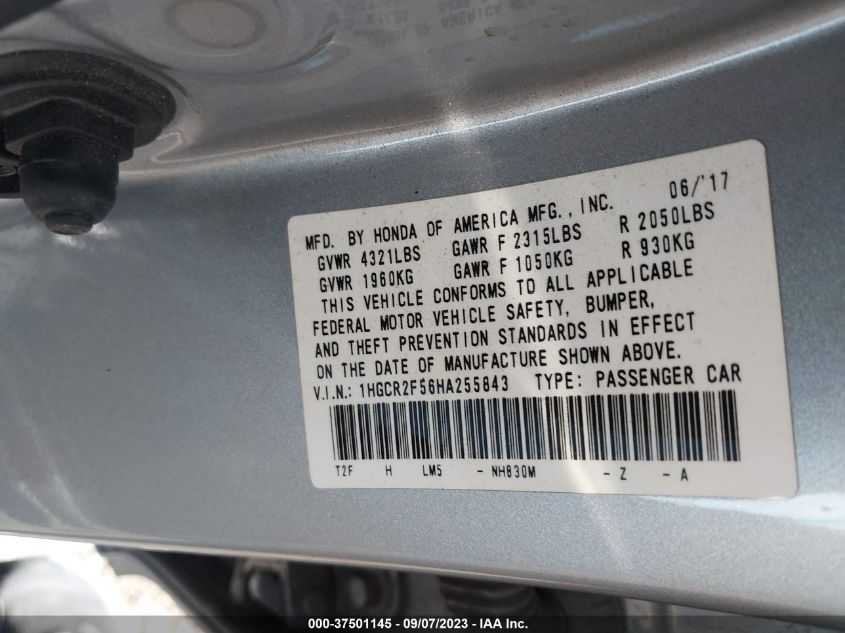 06/'17
MFD. BY HONDA OF AMERICA MFG., INC.
GVWR 4321LBS GAWR F 2315LBS R 2050LBS
GVWR 1960KG GAWR F 1050KG R 930KG
THIS VEHICLE CONFORMS TO ALL APPLICABLE
FEDERAL MOTOR VEHICLE SAFETY, BUMPER,
AND THEFT PREVENTION STANDARDS IN EFFECT
ON THE DATE OF MANUFACTURE SHOWN ABOVE.
V.I.N.: 1HGCR2F56HA255843 TYPE: PASSENGER CAR
T2F H LM5 - NH830M - Z - A
000-37501145 - 09/07/2023 - IAA Inc.